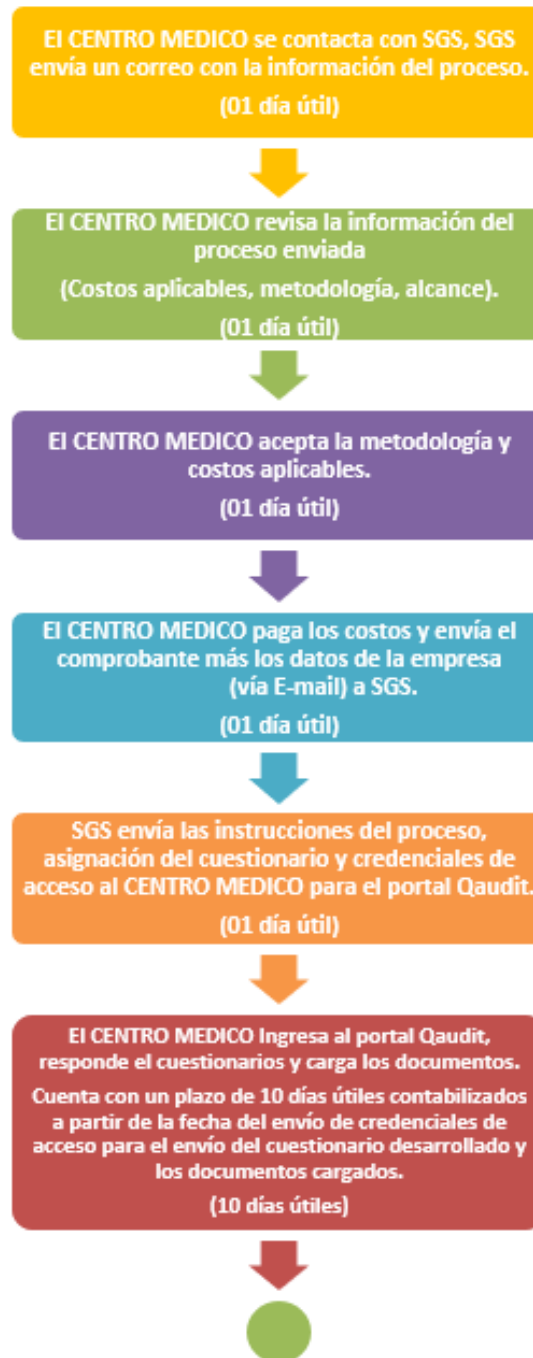 El CENTRO MEDICO se contacta con SGS, SGS
envía un correo con la información del proceso.
(01 día útil)
El CENTRO MEDICO revisa la información del
proceso enviada
(Costos aplicables, metodología, alcance).
(01 día útil)
El CENTRO MEDICO acepta la metodología y
costos aplicables.
(01 día útil)
El CENTRO MEDICO paga los costos y envía el
comprobante más los datos de la empresa
(vía E-mail) a SGS.
(01 día útil)
SGS envía las instrucciones del proceso,
asignación del cuestionario y credenciales de
acceso al CENTRO MEDICO para el portal Qaudit.
(01 día útil)
El CENTRO MEDICO Ingresa al portal Qaudit,
responde el cuestionarios y carga los documentos.
Cuenta con un plazo de 10 días útiles contabilizados
a partir de la fecha del envío de credenciales de
acceso para el envío del cuestionario desarrollado y
los documentos cargados.
(10 días útiles)